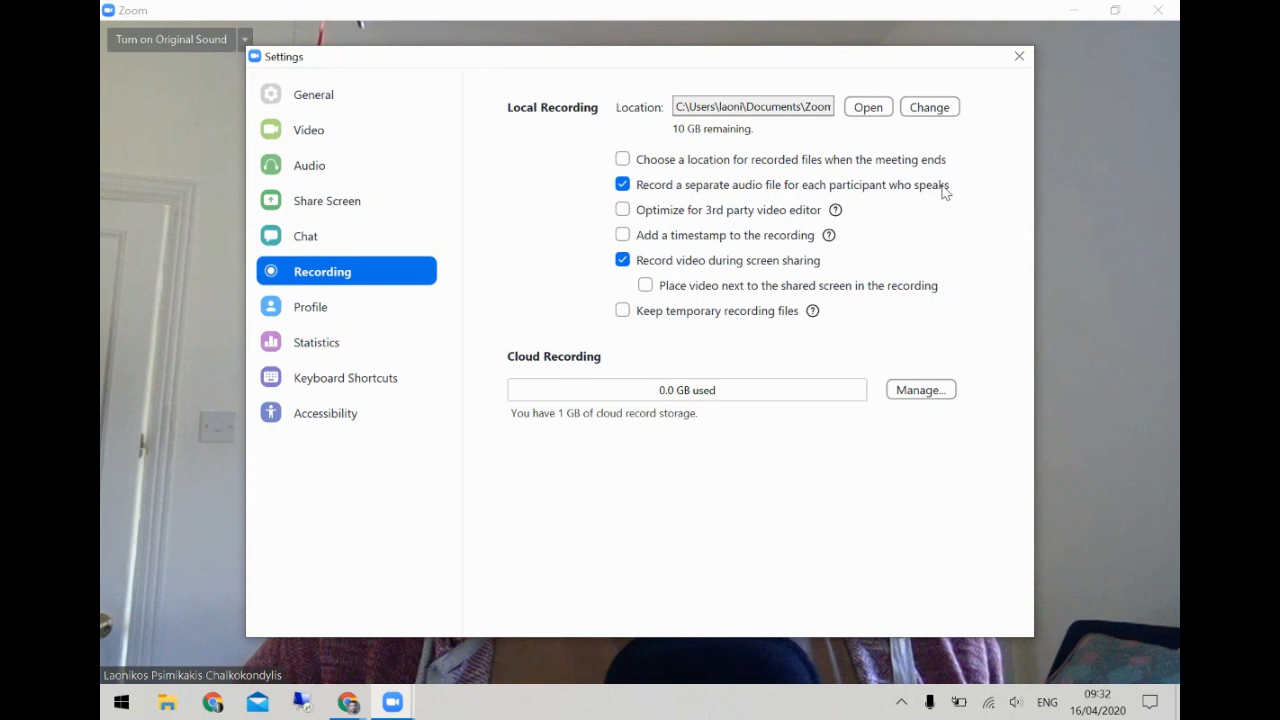 Zoom
Turn on Original Sound
Settings
General
Video
Audio
Share Screen
Chat
Recording
Profile
Statistics
Keyboard Shortcuts
Accessibility
Local Recording Location: C:\Users\laoni\Documents\Zoom Open Change
10 GB remaining.
Choose a location for recorded files when the meeting ends
Record a separate audio file for each participant who speaks
Optimize for 3rd party video editor ?
Add a timestamp to the recording ?
Record video during screen sharing
Place video next to the shared screen in the recording
Keep temporary recording files ?
Cloud Recording
0.0 GB used Manage...
You have 1 GB of cloud record storage.
Laonikos Psimikakis Chalkokondylis
ENG
09:32
16/04/2020